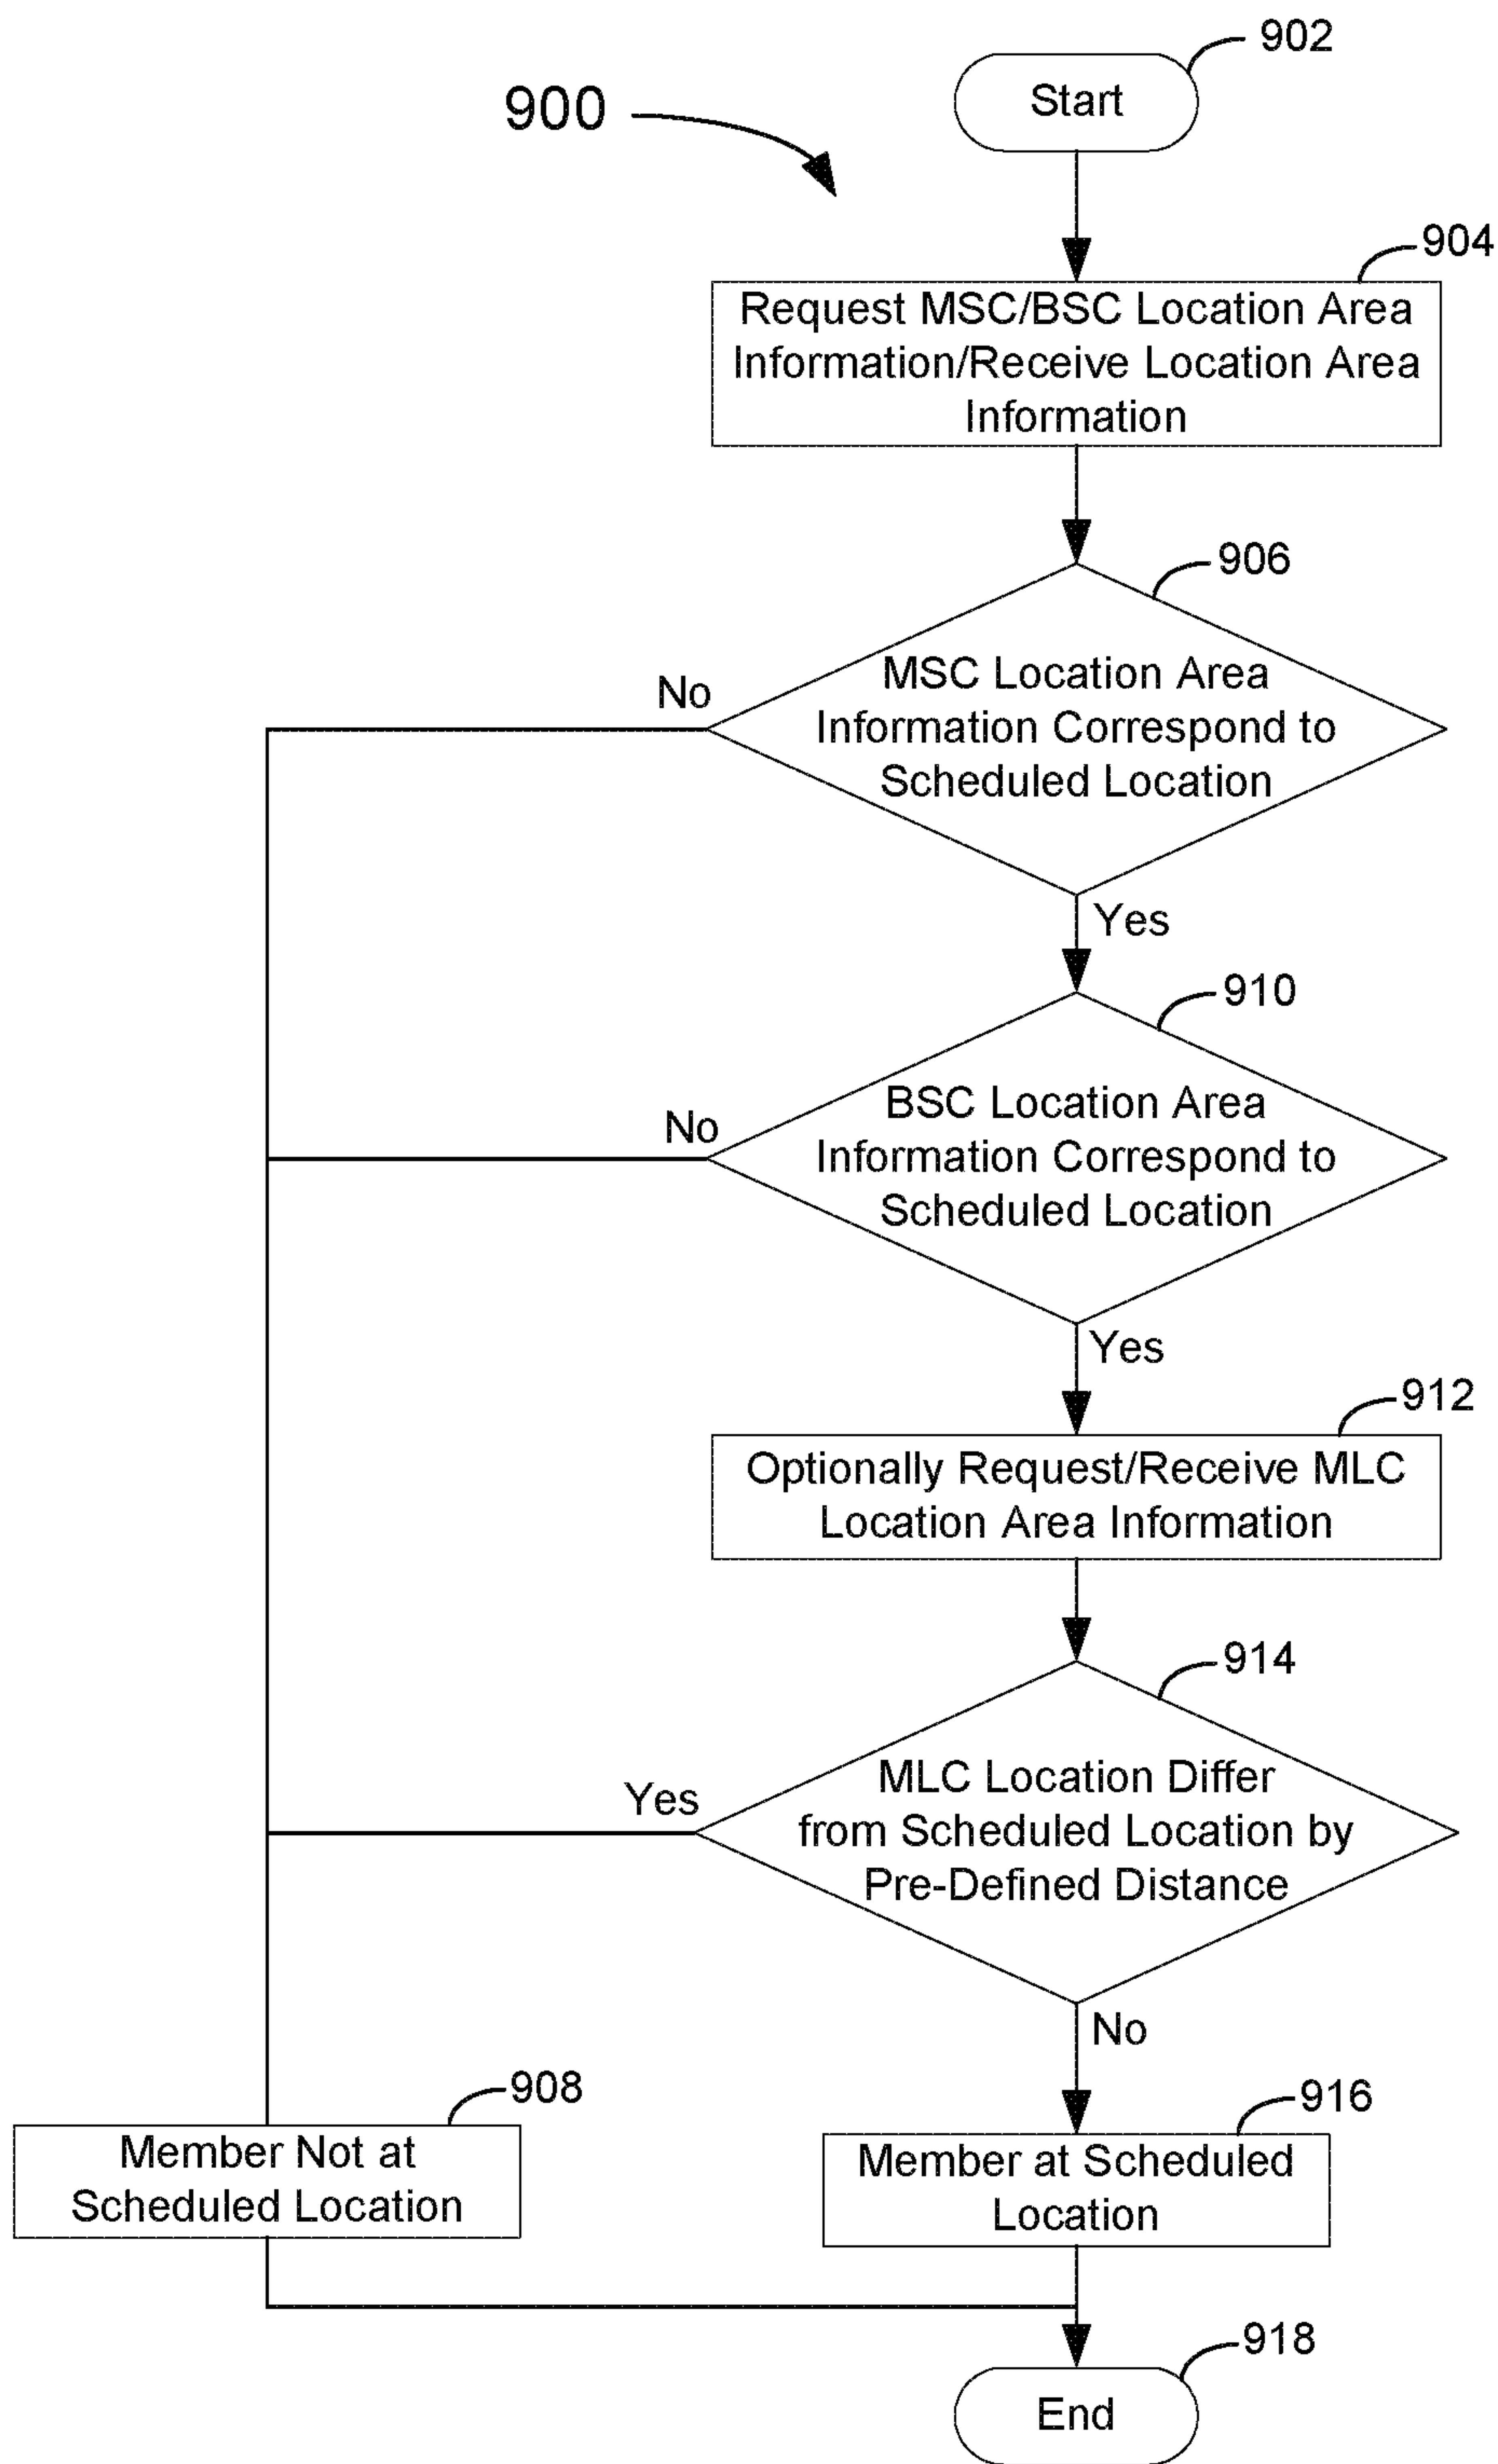 902
Start
900
904
Request MSC/BSC Location Area
Information/Receive Location Area
Information
906
MSC Location Area
Information Correspond to
Scheduled Location
No
Yes
910
BSC Location Area
Information Correspond to
Scheduled Location
No
Yes
912
Optionally Request/Receive MLC
Location Area Information
914
MLC Location Differ
from Scheduled Location by
Pre-Defined Distance
Yes
No
908
Member Not at
Scheduled Location
916
Member at Scheduled
Location
918
End